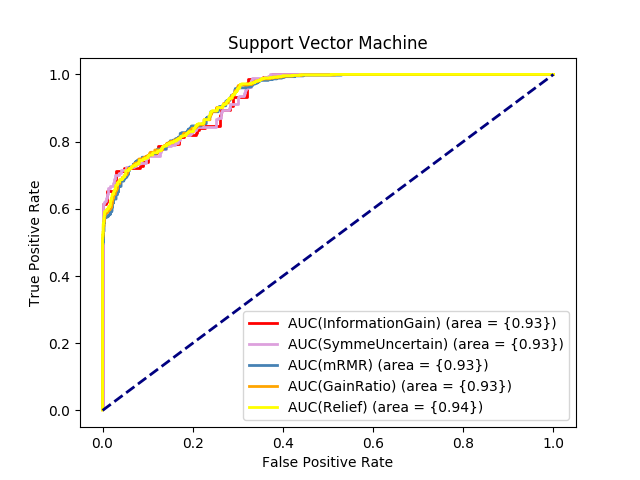 Support Vector Machine
True Positive Rate
1.0
0.8
0.6
0.4
0.2
0.0
AUC(InformationGain) (area = {0.93})
AUC(SymmeUncertain) (area = {0.93})
AUC(mRMR) (area = {0.93})
AUC(GainRatio) (area = {0.93})
AUC(Relief) (area = {0.94})
0.0 0.2 0.4 0.6 0.8 1.0
False Positive Rate